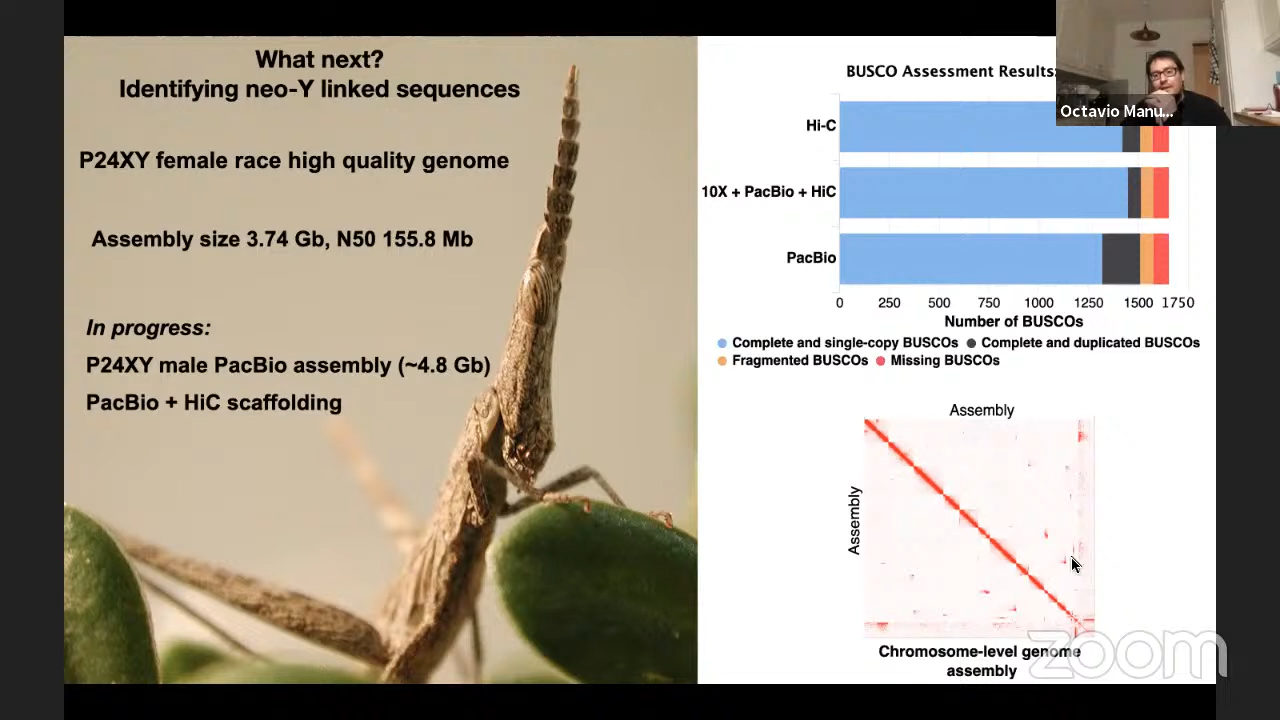 What next?
Identifying neo-Y linked sequences
P24XY female race high quality genome
Assembly size 3.74 Gb, N50 155.8 Mb
In progress:
P24XY male PacBio assembly (~4.8 Gb)
PacBio + HiC scaffolding
BUSCO Assessment Results:
Octavio Manu...
Hi-C
10X + PacBio + HiC
PacBio
0 250 500 750 1000 1250 1500 1750
Number of BUSCOs
Complete and single-copy BUSCOs Complete and duplicated BUSCOs
Fragmented BUSCOs Missing BUSCOs
Assembly
Assembly
Chromosome-level genome
assembly
zoom